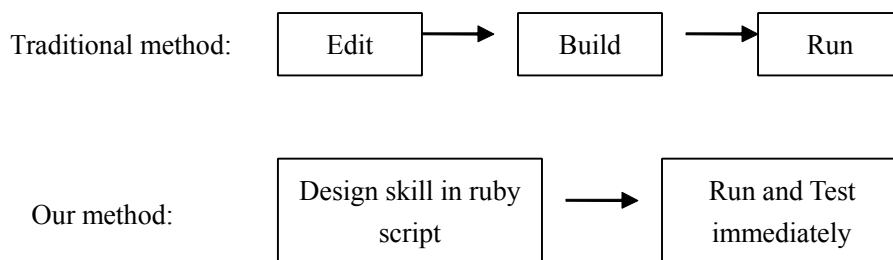 Traditional method: Edit Build Run
Our method: Design skill in ruby script Run and Test immediately